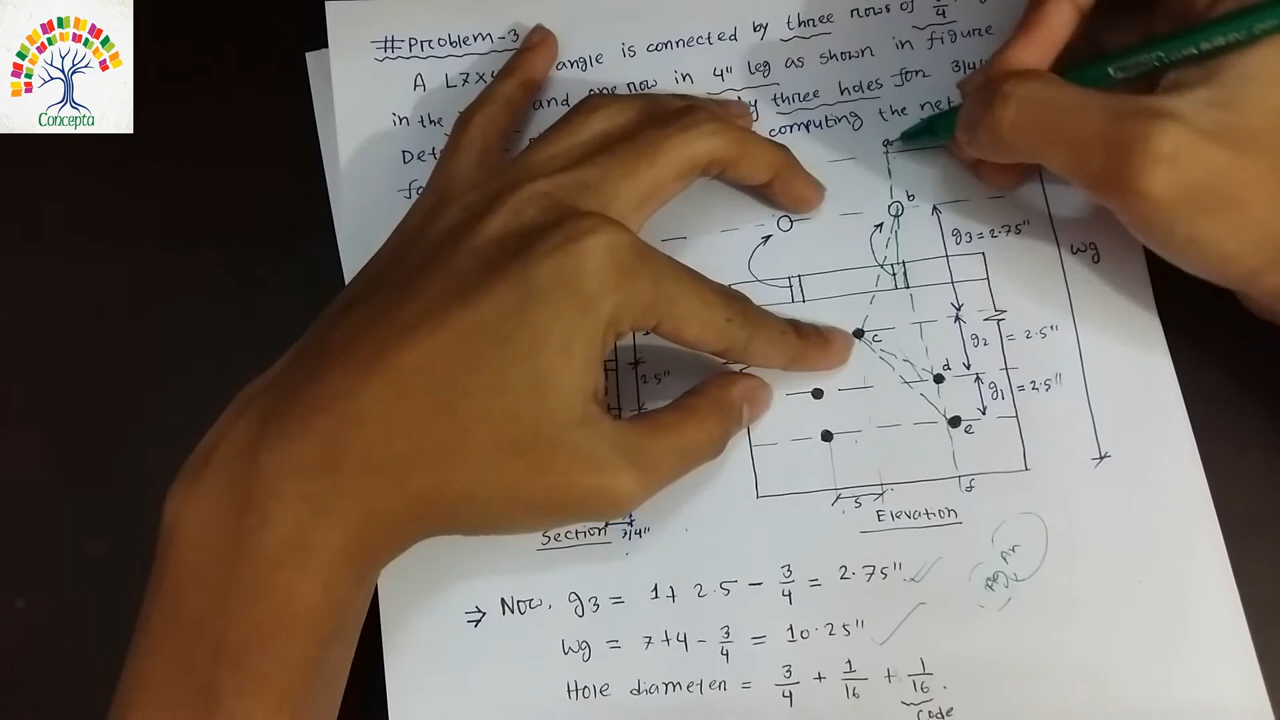 Concepta
#Problem-3
A L7x angle is connected by three rows of 3/4"
in the and one row in 4" leg as shown in figure
by three holes for 3/4"
computing the net
a
b
g3 = 2.75"
wg
c
g2 = 2.5"
d
g1 = 2.5"
2.5"
e
f
S
Elevation
Section 3/4"
⇒ Now, g3 = 1 + 2.5 - 3/4 = 2.75"
wg = 7+4 - 3/4 = 10.25"
Hole diameter = 3/4 + 1/16 + 1/16.
code